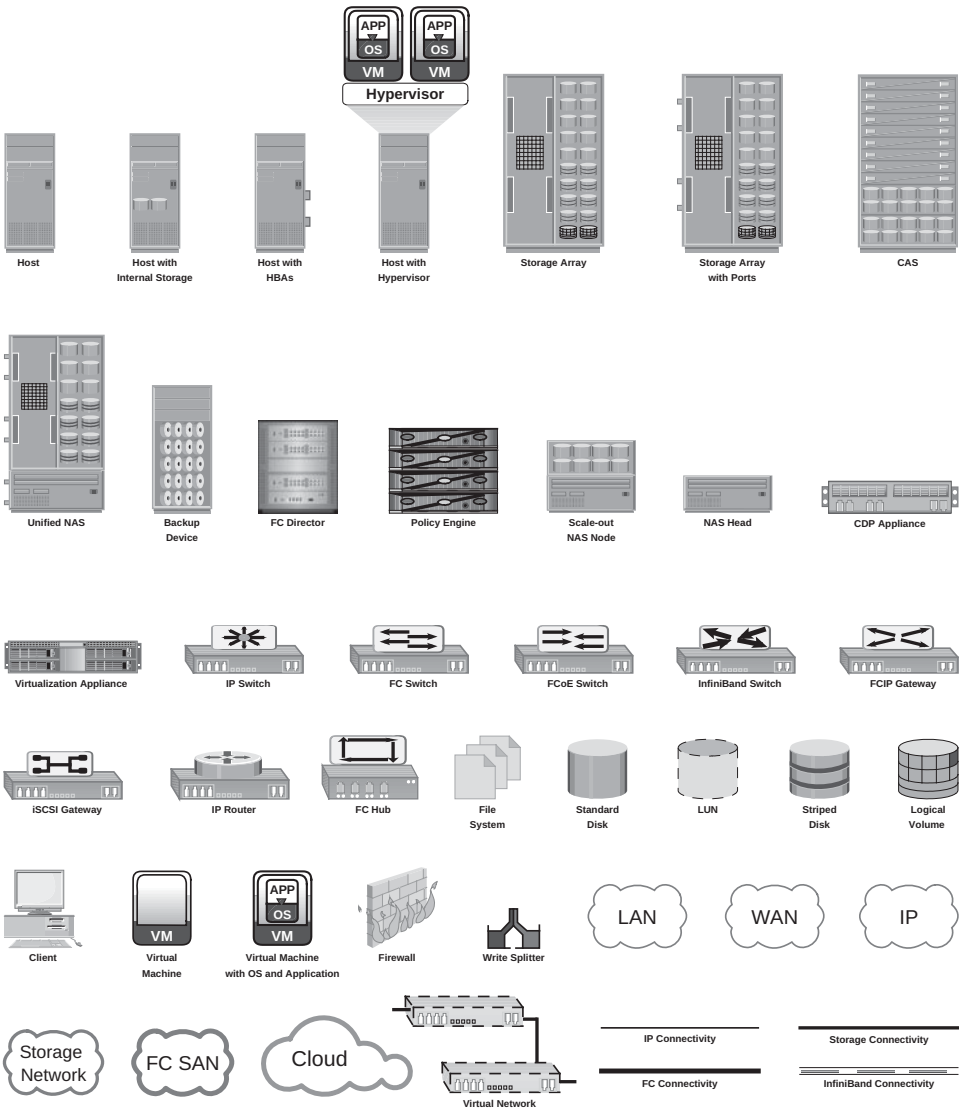 APP
APP
OS
OS
VM
VM
Hypervisor
Host
Host with
Internal Storage
Host with
HBAs
Host with
Hypervisor
Storage Array
Storage Array
with Ports
CAS
Unified NAS
Backup
Device
FC Director
Policy Engine
Scale-out
NAS Node
NAS Head
CDP Appliance
Virtualization Appliance
IP Switch
FC Switch
FCoE Switch
InfiniBand Switch
FCIP Gateway
iSCSI Gateway
IP Router
FC Hub
File
System
Standard
Disk
LUN
Striped
Disk
Logical
Volume
Client
VM
Virtual
Machine
APP
OS
VM
Virtual Machine
with OS and Application
Firewall
Write Splitter
LAN
WAN
IP
Storage
Network
FC SAN
Cloud
Virtual Network
IP Connectivity
Storage Connectivity
FC Connectivity
InfiniBand Connectivity